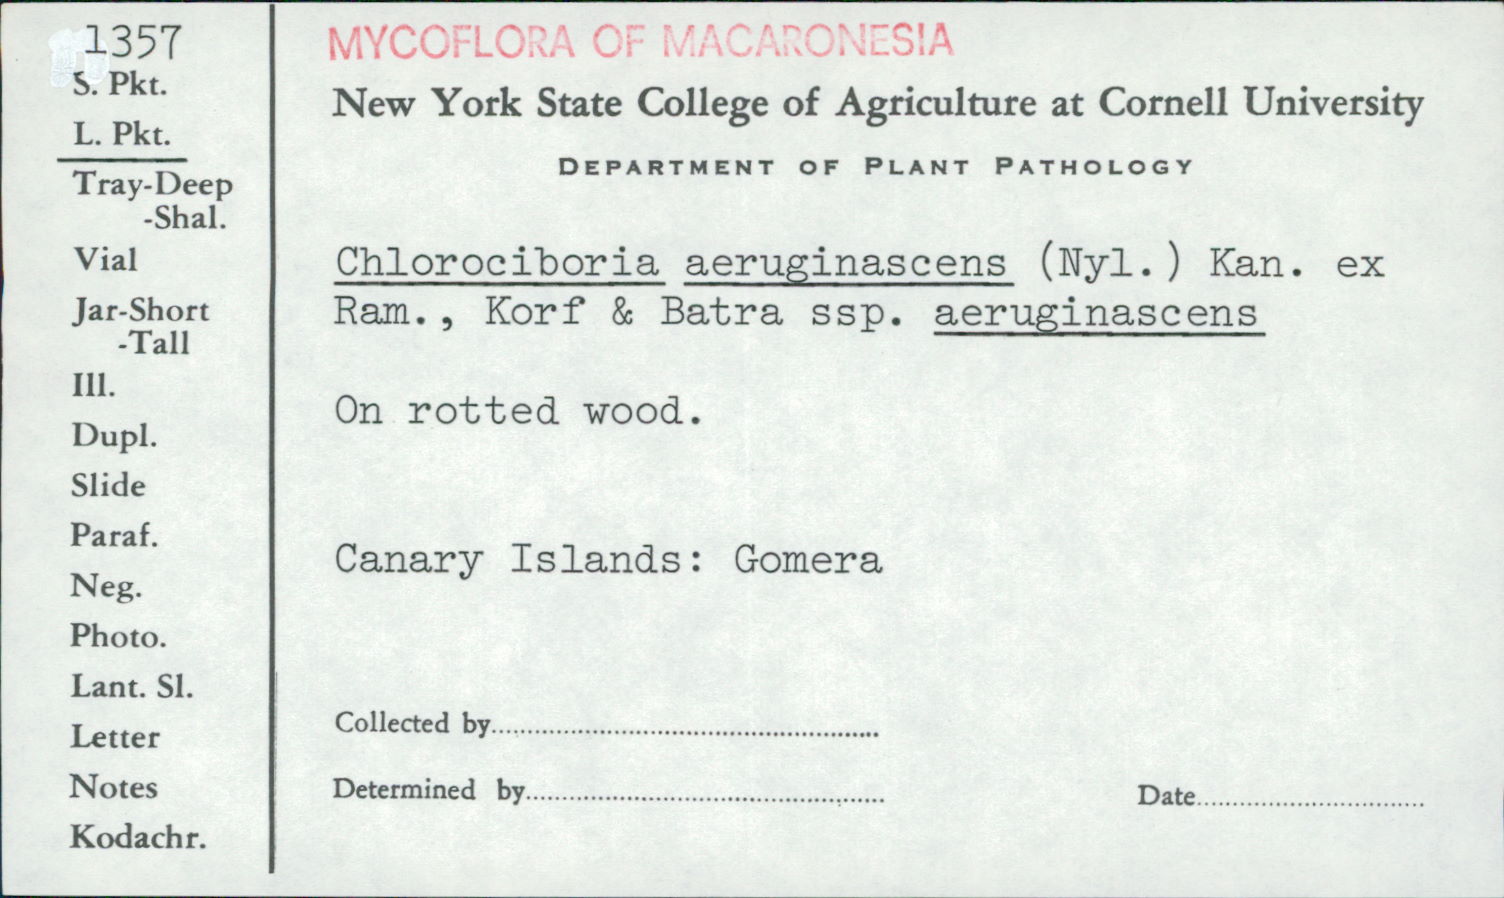 1357
S. Pkt.
L. Pkt.
Tray-Deep
-Shal.
Vial
Jar-Short
-Tall
Ill.
Dupl.
Slide
Paraf.
Neg.
Photo.
Lant. Sl.
Letter
Notes
Kodachr.
MYCOFLORA OF MACARONESIA
New York State College of Agriculture at Cornell University
DEPARTMENT OF PLANT PATHOLOGY
Chlorociboria aeruginascens (Nyl.) Kan. ex
Ram., Korf & Batra ssp. aeruginascens
On rotted wood.
Canary Islands: Gomera
Collected by
Determined by
Date